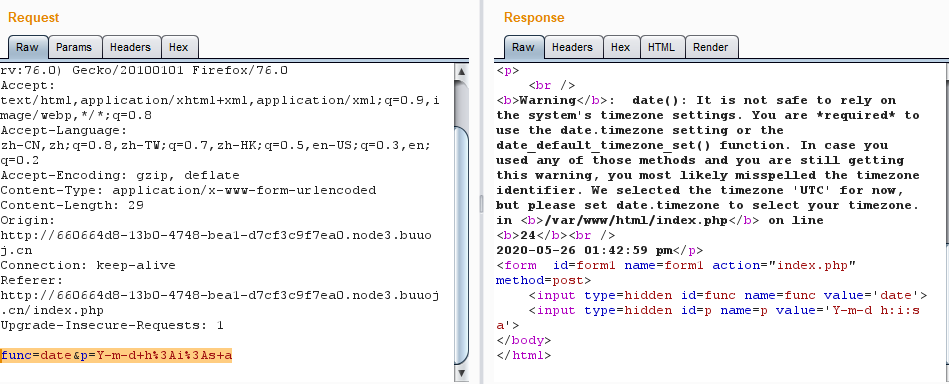 Request
Raw Params Headers Hex
rv:76.0) Gecko/20100101 Firefox/76.0
Accept:
text/html,application/xhtml+xml,application/xml;q=0.9,i
mage/webp,*/*;q=0.8
Accept-Language:
zh-CN,zh;q=0.8,zh-TW;q=0.7,zh-HK;q=0.5,en-US;q=0.3,en;
q=0.2
Accept-Encoding: gzip, deflate
Content-Type: application/x-www-form-urlencoded
Content-Length: 29
Origin:
http://660664d8-13b0-4748-bea1-d7cf3c9f7ea0.node3.buuo
j.cn
Connection: keep-alive
Referer:
http://660664d8-13b0-4748-bea1-d7cf3c9f7ea0.node3.buuoj
.cn/index.php
Upgrade-Insecure-Requests: 1
func=date&p=Y-m-d+h%3Ai%3As+a
Response
Raw Headers Hex HTML Render
<p>
<br />
<b>Warning</b>:  date(): It is not safe to rely on
the system's timezone settings. You are *required* to
use the date.timezone setting or the
date_default_timezone_set() function. In case you
used any of those methods and you are still getting
this warning, you most likely misspelled the timezone
identifier. We selected the timezone 'UTC' for now,
but please set date.timezone to select your timezone.
in <b>/var/www/html/index.php</b> on line
<b>24</b><br />
2020-05-26 01:42:59 pm</p>
<form  id=form1 name=form1 action="index.php"
method=post>
<input type=hidden id=func name=func value='date'>
<input type=hidden id=p name=p value='Y-m-d h:i:s
a'>
</body>
</html>